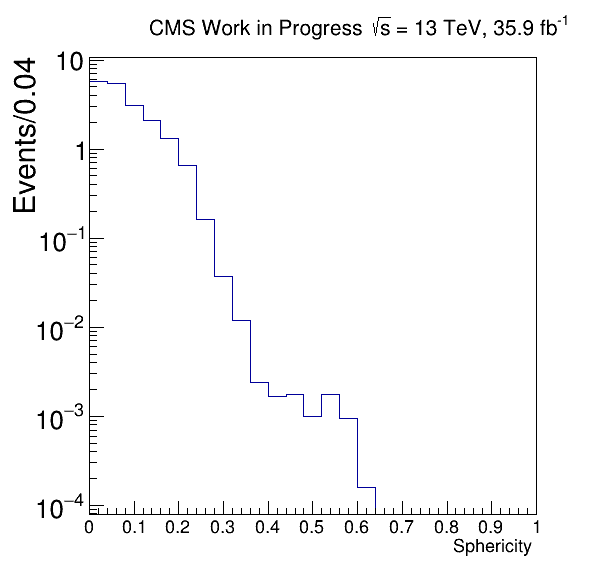 CMS Work in Progress √s = 13 TeV, 35.9 fb⁻¹
Events/0.04
10
1
10⁻¹
10⁻²
10⁻³
10⁻⁴
0 0.1 0.2 0.3 0.4 0.5 0.6 0.7 0.8 0.9 1
Sphericity